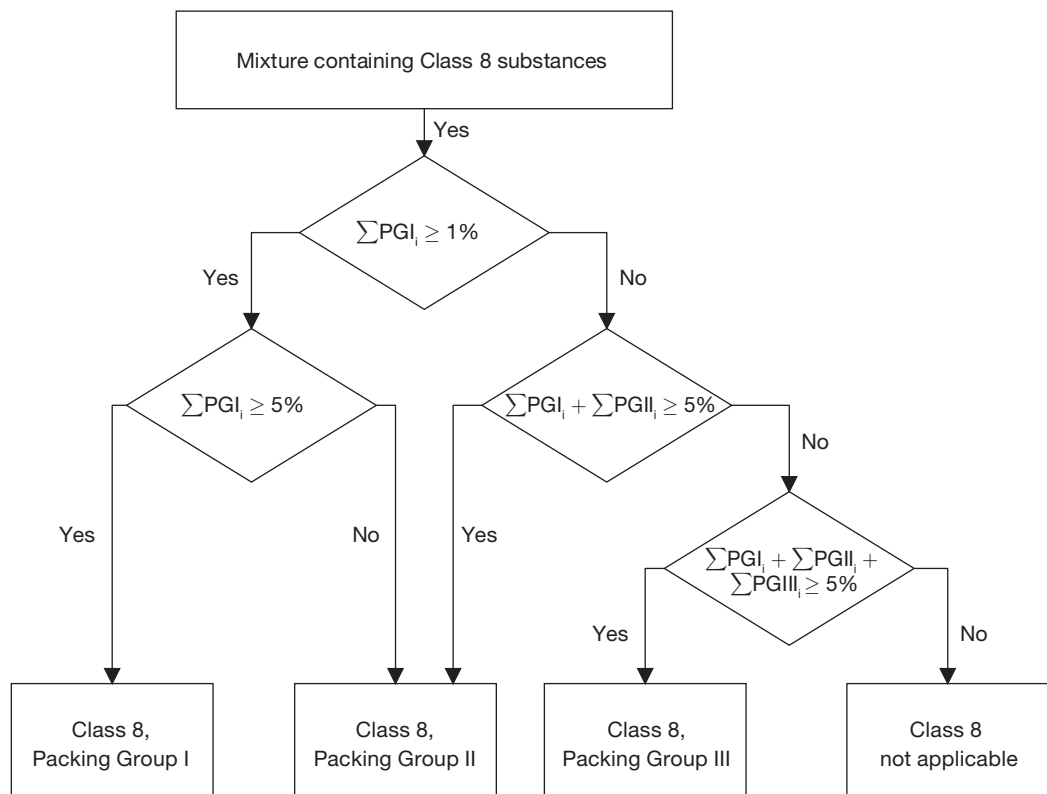 Mixture containing Class 8 substances
Yes
∑PGIᵢ ≥ 1%
Yes
No
∑PGIᵢ ≥ 5%
∑PGIᵢ + ∑PGIIᵢ ≥ 5%
No
Yes
No
Yes
∑PGIᵢ + ∑PGIIᵢ +
∑PGIIIᵢ ≥ 5%
Yes
No
Class 8,
Packing Group I
Class 8,
Packing Group II
Class 8,
Packing Group III
Class 8
not applicable